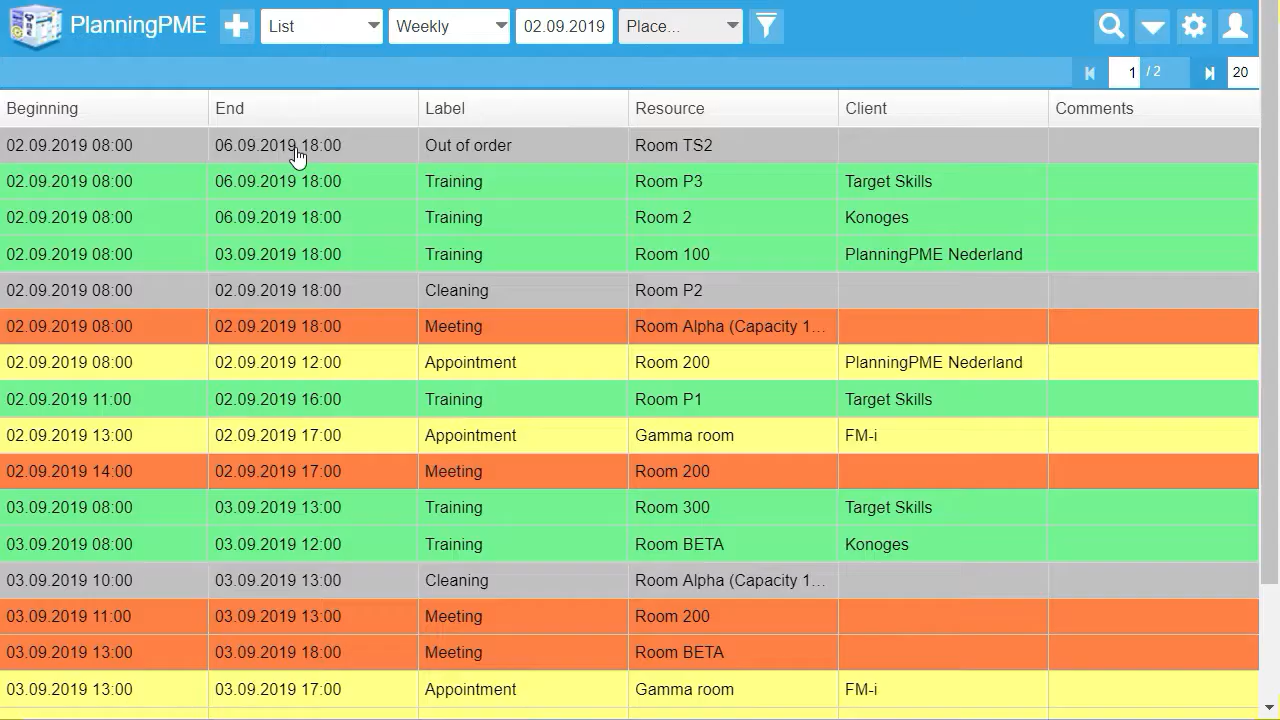 PlanningPME List Weekly 02.09.2019 Place...
1 / 2 20
Beginning End Label Resource Client Comments
02.09.2019 08:00 06.09.2019 18:00 Out of order Room TS2
02.09.2019 08:00 06.09.2019 18:00 Training Room P3 Target Skills
02.09.2019 08:00 06.09.2019 18:00 Training Room 2 Konoges
02.09.2019 08:00 03.09.2019 18:00 Training Room 100 PlanningPME Nederland
02.09.2019 08:00 02.09.2019 18:00 Cleaning Room P2
02.09.2019 08:00 02.09.2019 18:00 Meeting Room Alpha (Capacity 1...
02.09.2019 08:00 02.09.2019 12:00 Appointment Room 200 PlanningPME Nederland
02.09.2019 11:00 02.09.2019 16:00 Training Room P1 Target Skills
02.09.2019 13:00 02.09.2019 17:00 Appointment Gamma room FM-i
02.09.2019 14:00 02.09.2019 17:00 Meeting Room 200
03.09.2019 08:00 03.09.2019 13:00 Training Room 300 Target Skills
03.09.2019 08:00 03.09.2019 12:00 Training Room BETA Konoges
03.09.2019 10:00 03.09.2019 13:00 Cleaning Room Alpha (Capacity 1...
03.09.2019 11:00 03.09.2019 13:00 Meeting Room 200
03.09.2019 13:00 03.09.2019 18:00 Meeting Room BETA
03.09.2019 13:00 03.09.2019 17:00 Appointment Gamma room FM-i